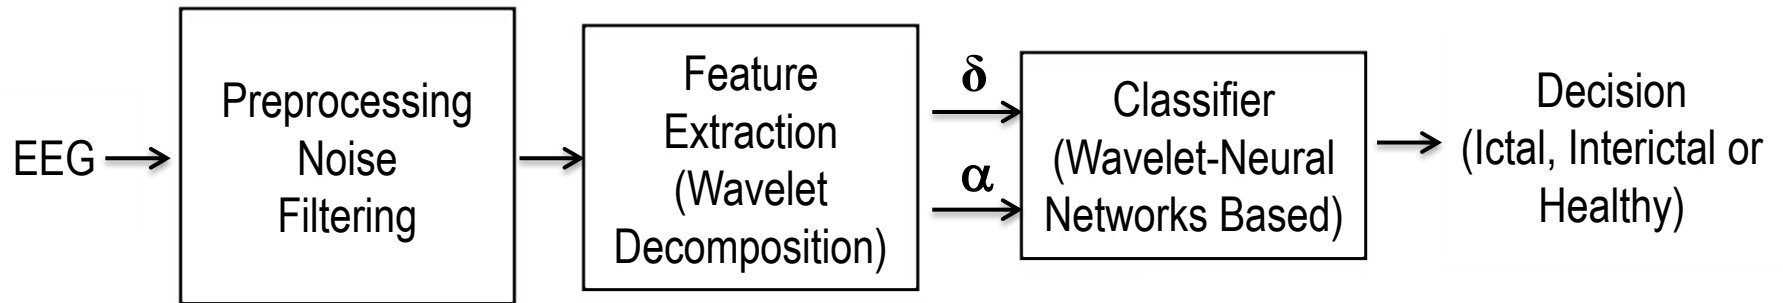 EEG
Preprocessing
Noise
Filtering
Feature
Extraction
(Wavelet
Decomposition)
δ
α
Classifier
(Wavelet-Neural
Networks Based)
Decision
(Ictal, Interictal or
Healthy)